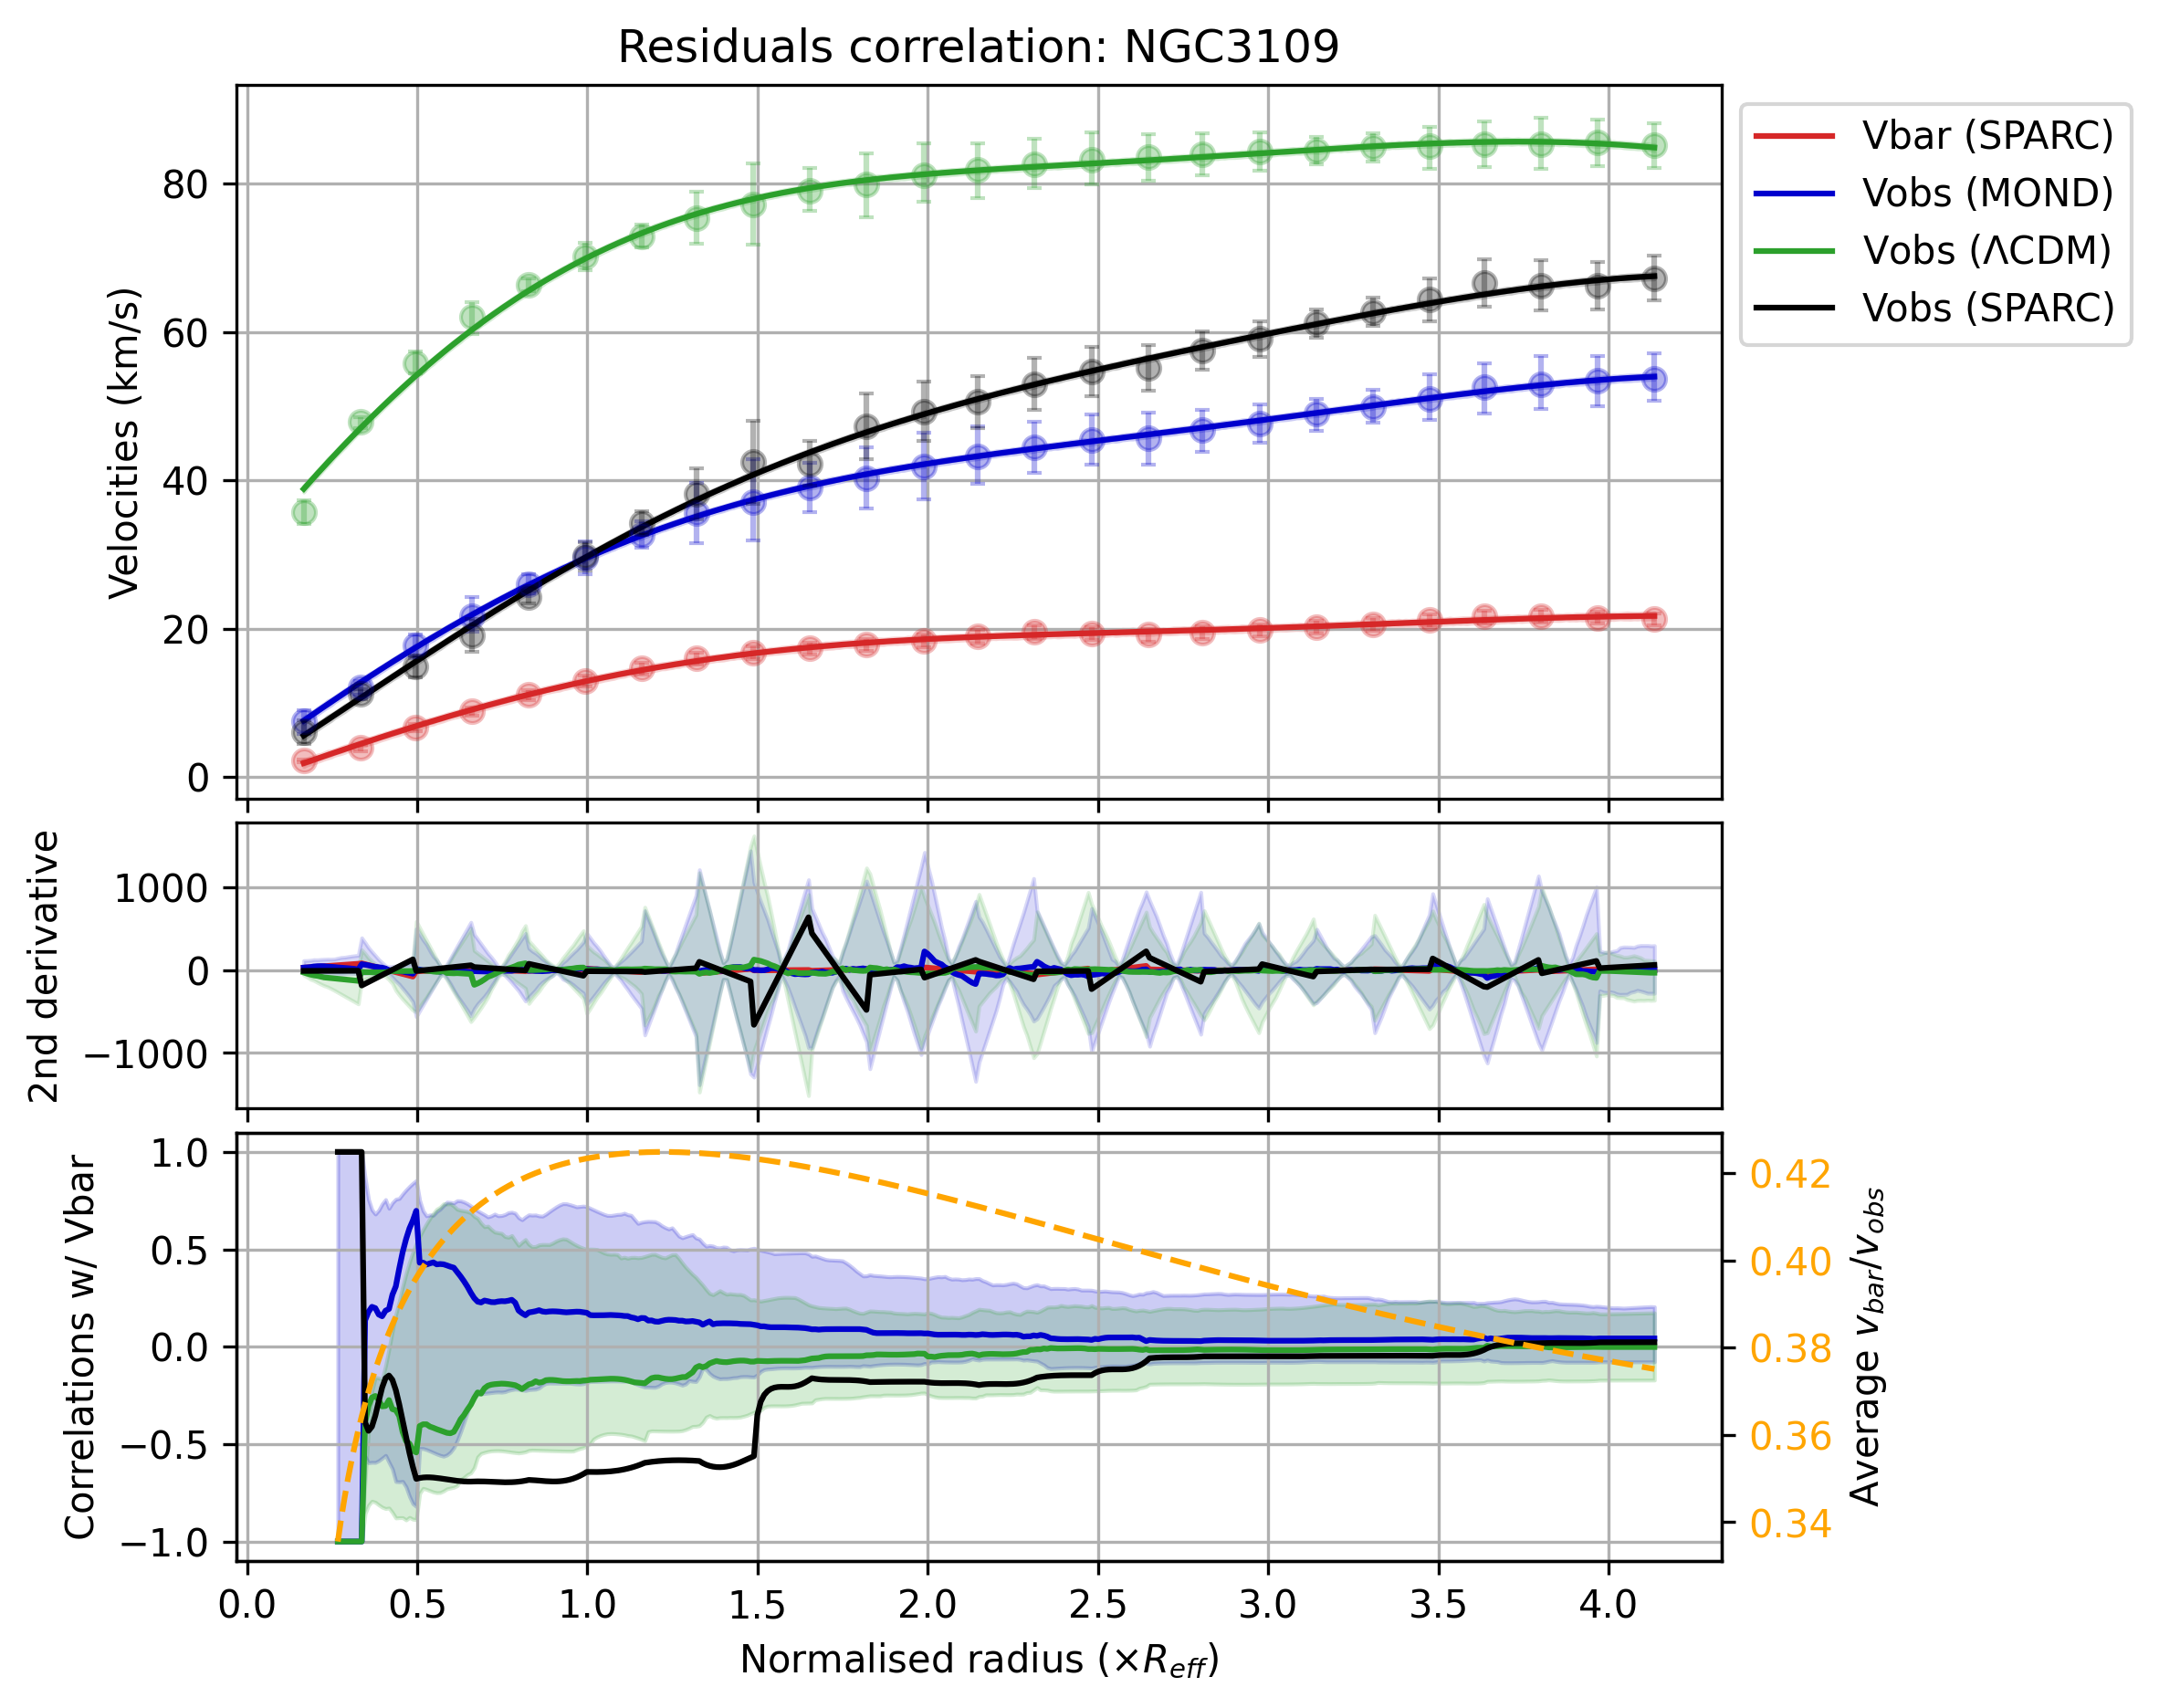 Residuals correlation: NGC3109
Vbar (SPARC)
Vobs (MOND)
Vobs (ΛCDM)
Vobs (SPARC)
Velocities (km/s)
80
60
40
20
0
2nd derivative
1000
0
−1000
Correlations w/ Vbar
1.0
0.5
0.0
−0.5
−1.0
0.42
0.40
0.38
0.36
0.34
Average v_bar/v_obs
0.0 0.5 1.0 1.5 2.0 2.5 3.0 3.5 4.0
Normalised radius (×R_eff)